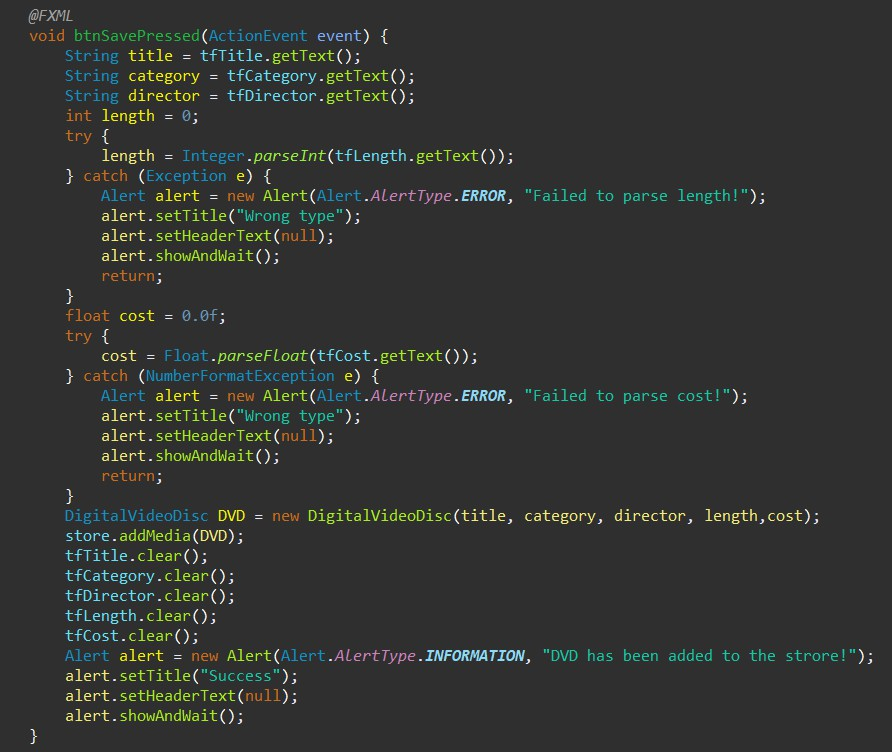 @FXML
void btnSavePressed(ActionEvent event) {
    String title = tfTitle.getText();
    String category = tfCategory.getText();
    String director = tfDirector.getText();
    int length = 0;
    try {
        length = Integer.parseInt(tfLength.getText());
    } catch (Exception e) {
        Alert alert = new Alert(Alert.AlertType.ERROR, "Failed to parse length!");
        alert.setTitle("Wrong type");
        alert.setHeaderText(null);
        alert.showAndWait();
        return;
    }
    float cost = 0.0f;
    try {
        cost = Float.parseFloat(tfCost.getText());
    } catch (NumberFormatException e) {
        Alert alert = new Alert(Alert.AlertType.ERROR, "Failed to parse cost!");
        alert.setTitle("Wrong type");
        alert.setHeaderText(null);
        alert.showAndWait();
        return;
    }
    DigitalVideoDisc DVD = new DigitalVideoDisc(title, category, director, length,cost);
    store.addMedia(DVD);
    tfTitle.clear();
    tfCategory.clear();
    tfDirector.clear();
    tfLength.clear();
    tfCost.clear();
    Alert alert = new Alert(Alert.AlertType.INFORMATION, "DVD has been added to the strore!");
    alert.setTitle("Success");
    alert.setHeaderText(null);
    alert.showAndWait();
}